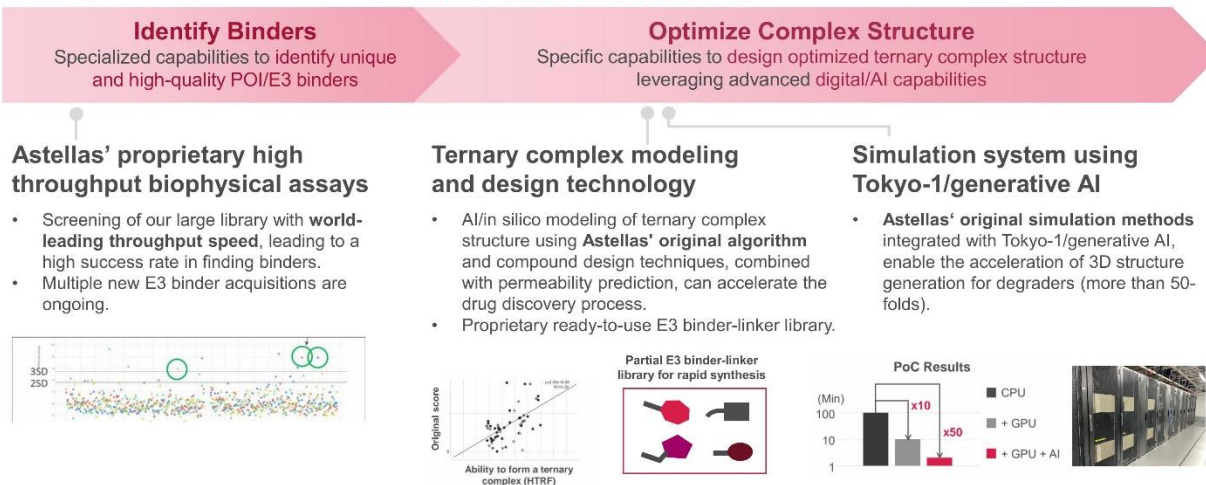 Identify Binders
Specialized capabilities to identify unique
and high-quality POI/E3 binders
Optimize Complex Structure
Specific capabilities to design optimized ternary complex structure
leveraging advanced digital/AI capabilities
Astellas’ proprietary high
throughput biophysical assays
• Screening of our large library with world-
leading throughput speed, leading to a
high success rate in finding binders.
• Multiple new E3 binder acquisitions are
ongoing.
3SD
2SD
Ternary complex modeling
and design technology
• AI/in silico modeling of ternary complex
structure using Astellas' original algorithm
and compound design techniques, combined
with permeability prediction, can accelerate the
drug discovery process.
• Proprietary ready-to-use E3 binder-linker library.
Original score
Ability to form a ternary
complex (HTRF)
Partial E3 binder-linker
library for rapid synthesis
Simulation system using
Tokyo-1/generative AI
• Astellas‘ original simulation methods
integrated with Tokyo-1/generative AI,
enable the acceleration of 3D structure
generation for degraders (more than 50-
folds).
PoC Results
(Min)
100
10
1
x10
x50
CPU
+ GPU
+ GPU + AI